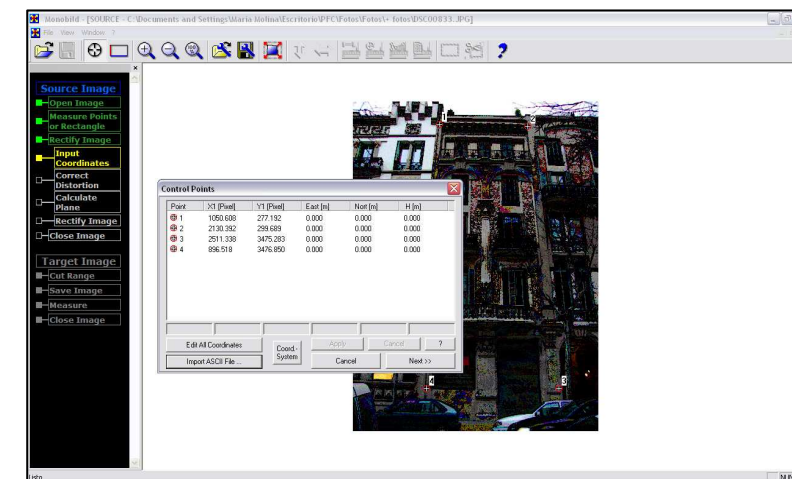 Monobild - [SOURCE - C:\Documents and Settings\Maria Molina\Escritorio\PFC\Fotos\Fotos\+ fotos\DSC00833.JPG]
File View Window ?
Source Image
Open Image
Measure Points
or Rectangle
Rectify Image
Input
Coordinates
Correct
Distortion
Calculate
Plane
Rectify Image
Close Image
Target Image
Cut Range
Save Image
Measure
Close Image
1 2
Control Points
Point X1 [Pixel] Y1 [Pixel] East [m] Nort [m] H [m]
1 1050.608 277.192 0.000 0.000 0.000
2 2130.392 299.689 0.000 0.000 0.000
3 2511.338 3475.283 0.000 0.000 0.000
4 896.518 3476.850 0.000 0.000 0.000
Edit All Coordinates
Coord.-
System
Apply Cancel ?
Import ASCII File ... Cancel Next >>
4 3
Listo NUM